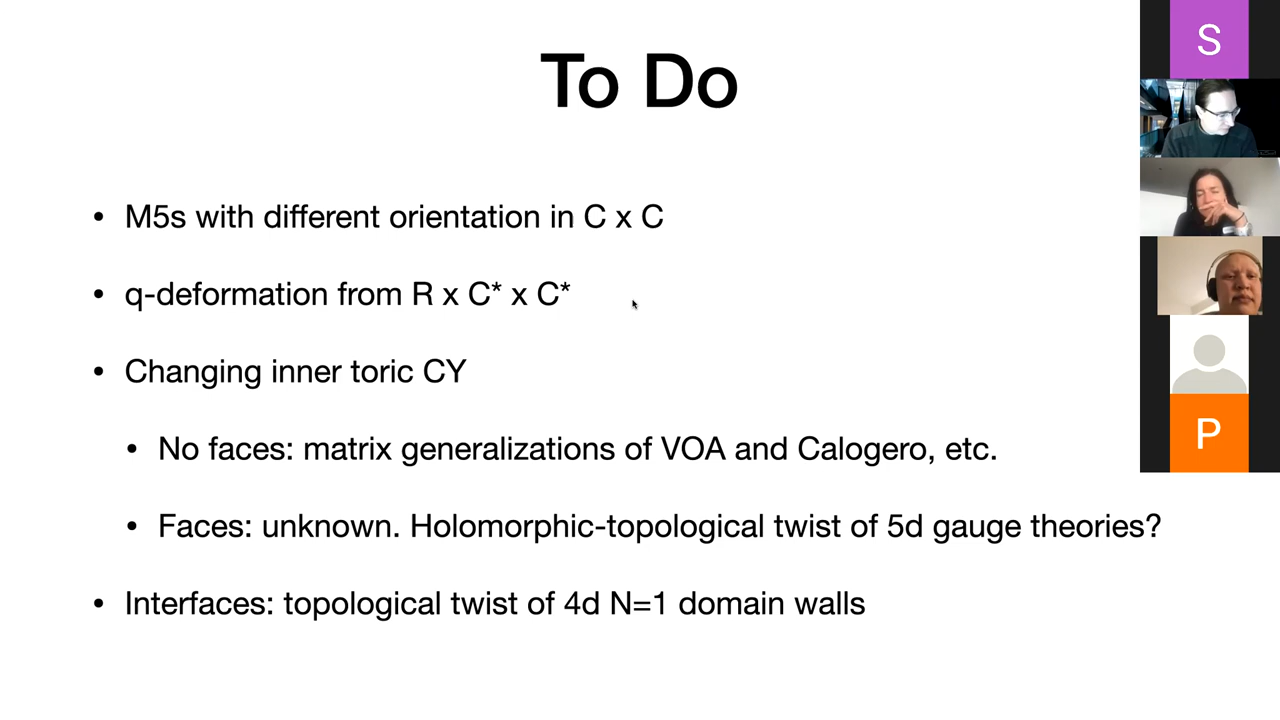 To Do
• M5s with different orientation in C x C
• q-deformation from R x C* x C*
• Changing inner toric CY
• No faces: matrix generalizations of VOA and Calogero, etc.
• Faces: unknown. Holomorphic-topological twist of 5d gauge theories?
• Interfaces: topological twist of 4d N=1 domain walls
S
P